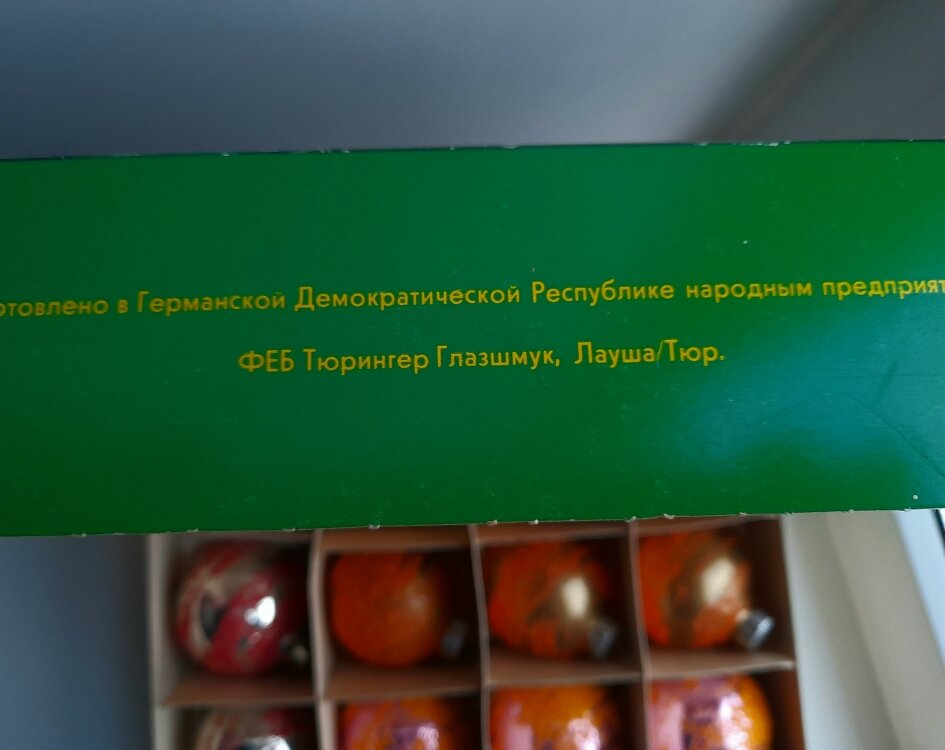 отовлено в Германской Демократической Республике народным предприят
ФЕБ Тюрингер Глазшмук, Лауша/Тюр.